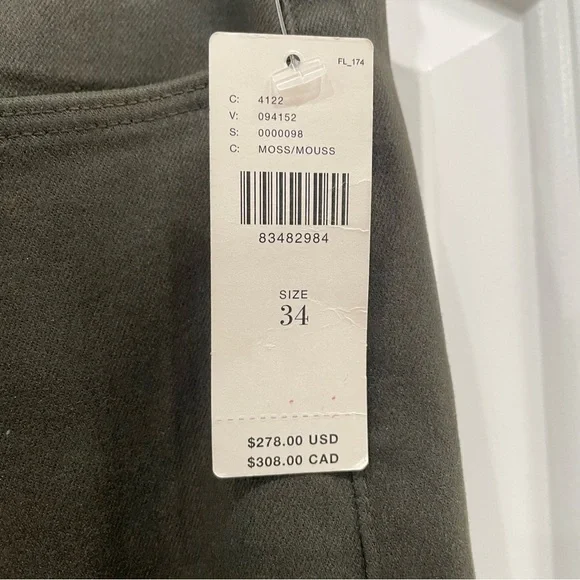 FL_174
C: 4122
V: 094152
S: 0000098
C: MOSS/MOUSS
83482984
SIZE
34
$278.00 USD
$308.00 CAD